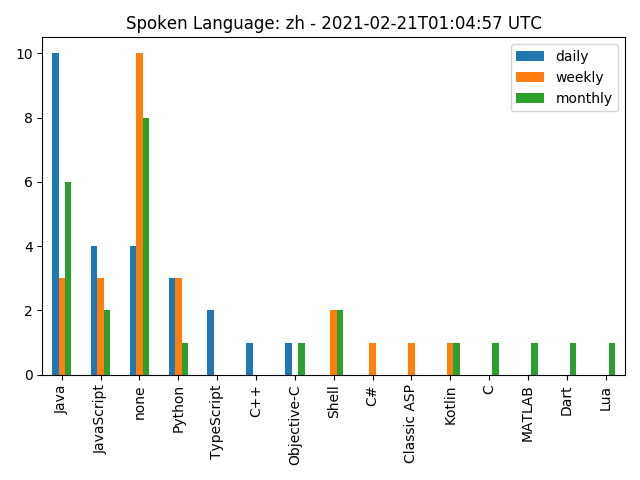 Spoken Language: zh - 2021-02-21T01:04:57 UTC
daily
weekly
monthly
10
8
6
4
2
0
Java
JavaScript
none
Python
TypeScript
C++
Objective-C
Shell
C#
Classic ASP
Kotlin
C
MATLAB
Dart
Lua